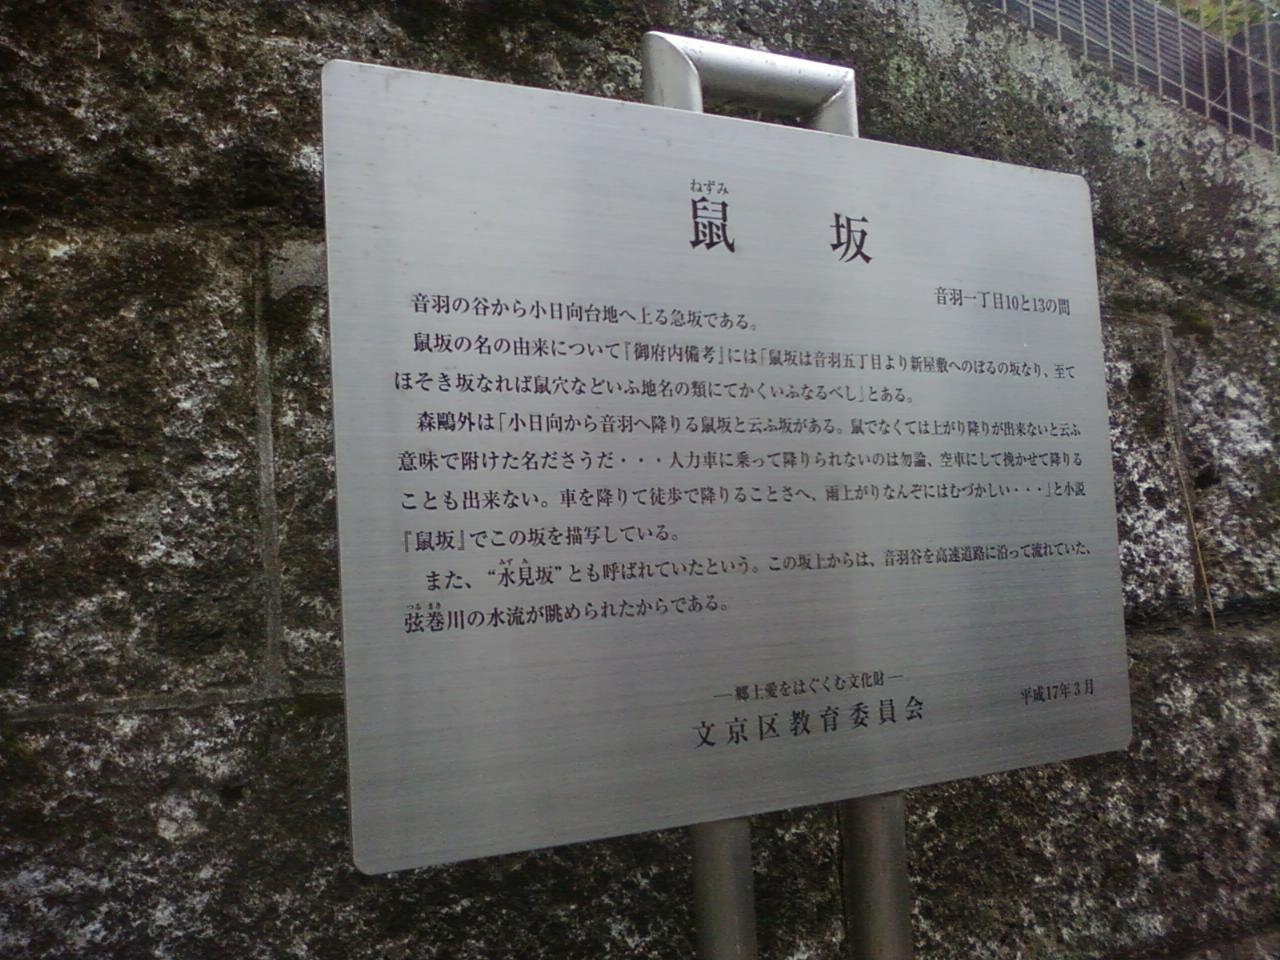 ねずみ
鼠 坂
音羽一丁目10と13の間
音羽の谷から小日向台地へ上る急坂である。
鼠坂の名の由来について『御府内備考』には「鼠坂は音羽五丁目より新屋敷へのぼるの坂なり、至て
ほそき坂なれば鼠穴などいふ地名の類にてかくいふなるべし」とある。
森鷗外は「小日向から音羽へ降りる鼠坂と云ふ坂がある。鼠でなくては上がり降りが出来ないと云ふ
意味で附けた名ださうだ・・・人力車に乗って降りられないのは勿論、空車にして挽かせて降りる
ことも出来ない。車を降りて徒歩で降りることさへ、雨上がりなんぞにはむづかしい・・・」と小説
『鼠坂』でこの坂を描写している。
みず み
また、“水見坂”とも呼ばれていたという。この坂上からは、音羽谷を高速道路に沿って流れていた、
つる まき
弦巻川の水流が眺められたからである。
―郷土愛をはぐくむ文化財―
文京区教育委員会
平成17年3月